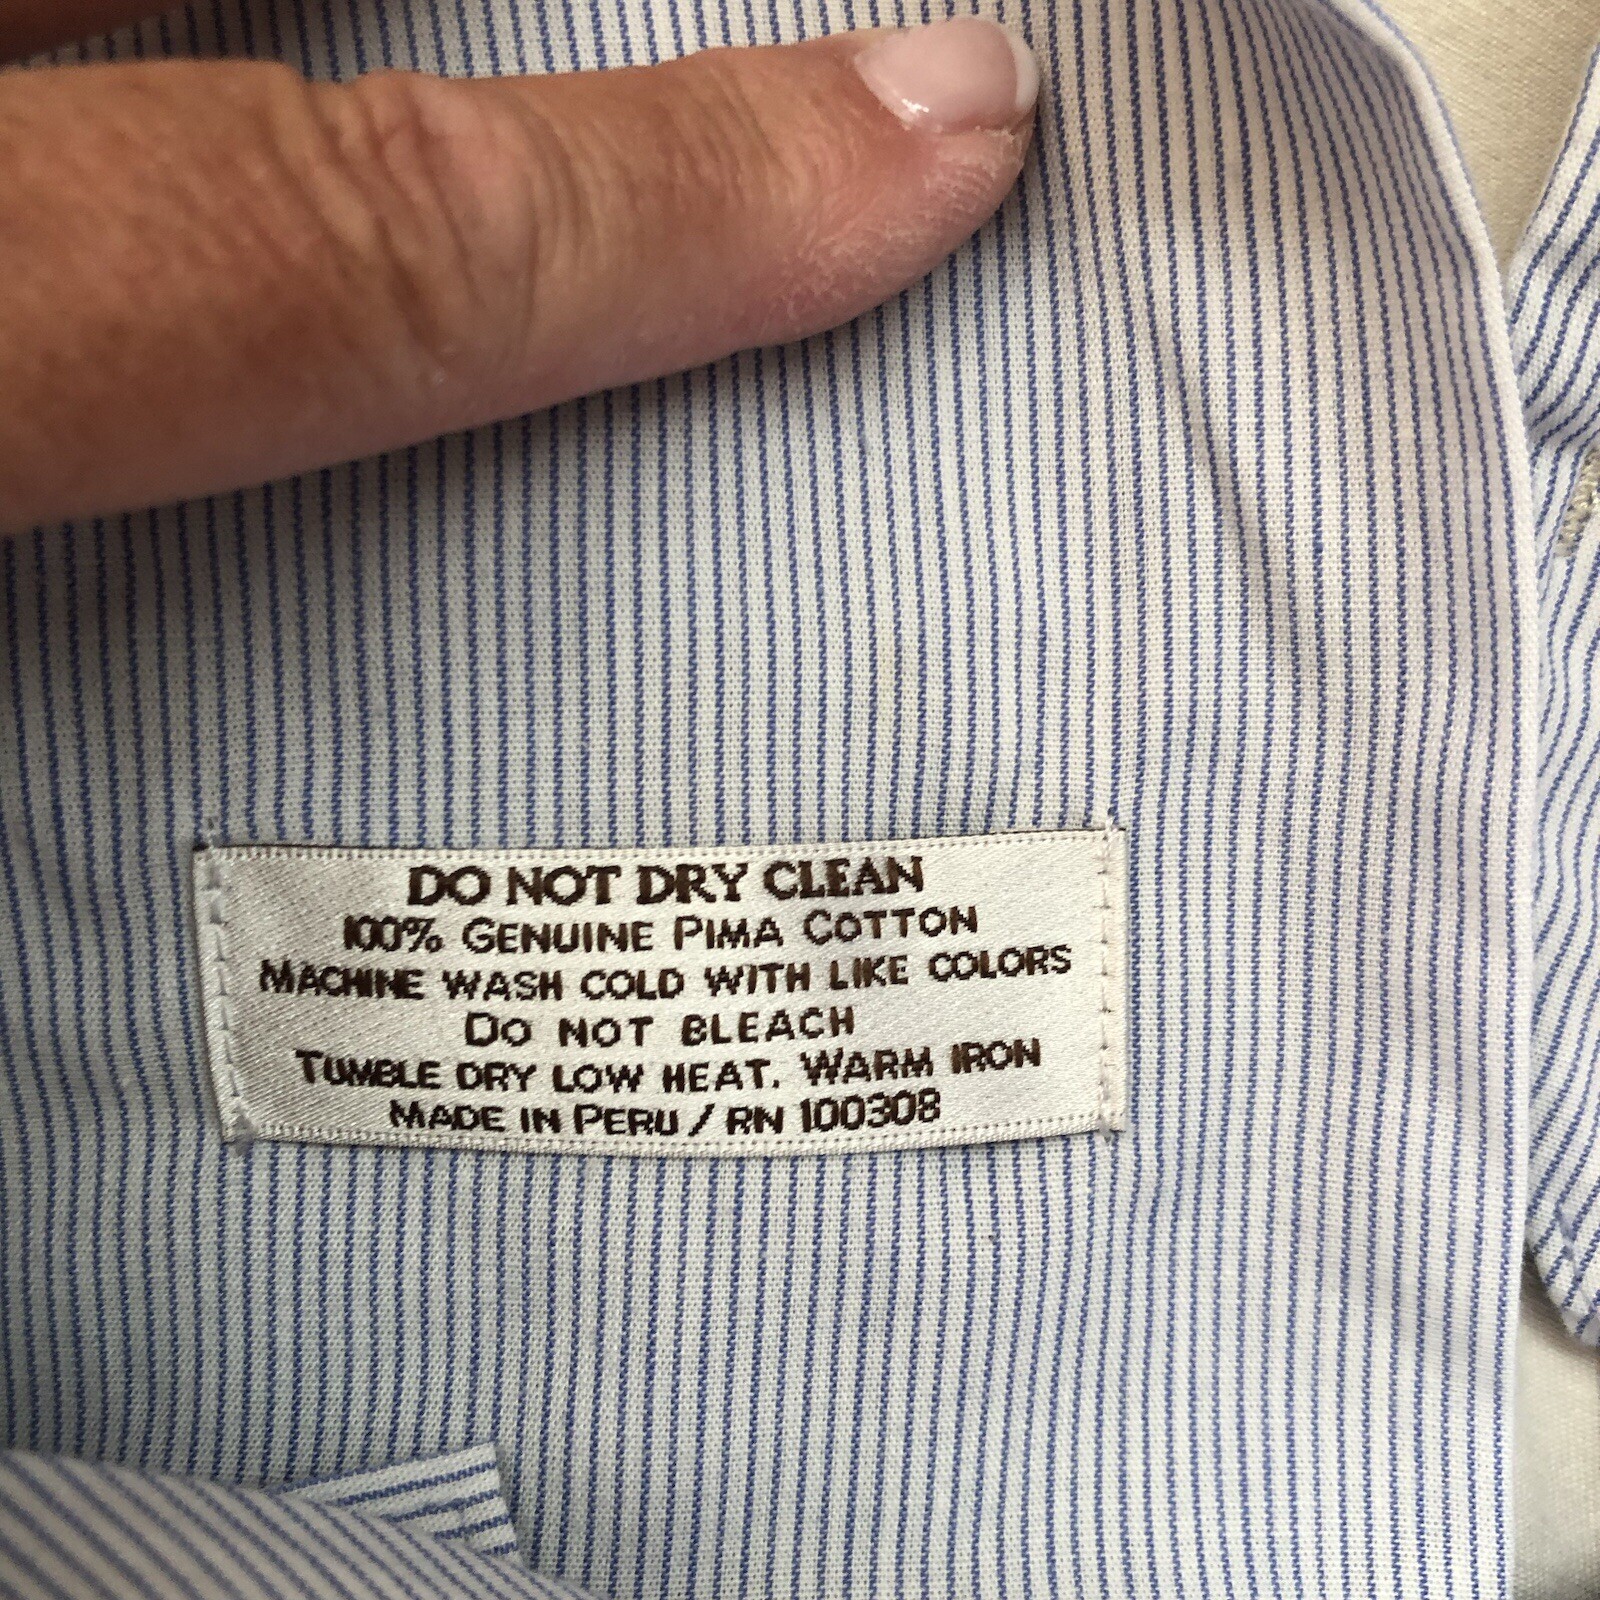 DO NOT DRY CLEAN
100% GENUINE PIMA COTTON
MACHINE WASH COLD WITH LIKE COLORS
DO NOT BLEACH
TUMBLE DRY LOW HEAT. WARM IRON
MADE IN PERU / RN 100308